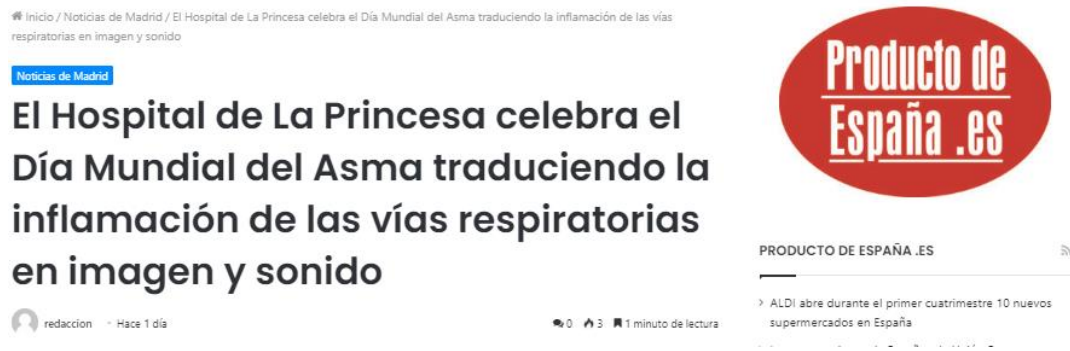 Inicio / Noticias de Madrid / El Hospital de La Princesa celebra el Día Mundial del Asma traduciendo la inflamación de las vías
respiratorias en imagen y sonido
Noticias de Madrid
El Hospital de La Princesa celebra el
Día Mundial del Asma traduciendo la
inflamación de las vías respiratorias
en imagen y sonido
redaccion · Hace 1 día
0 3 1 minuto de lectura
Producto de
España .es
PRODUCTO DE ESPAÑA .ES
ALDI abre durante el primer cuatrimestre 10 nuevos
supermercados en España